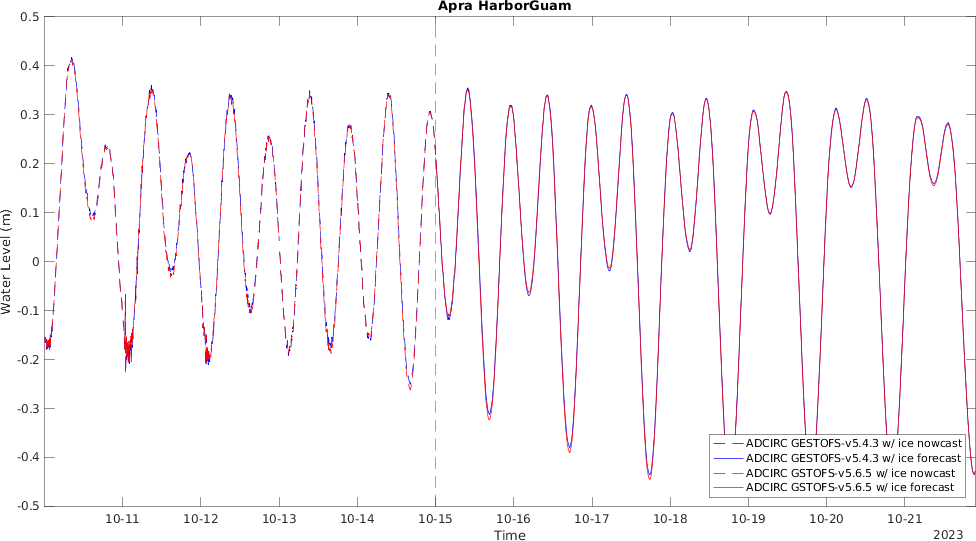 Apra HarborGuam
0.5
0.4
0.3
0.2
0.1
0
-0.1
-0.2
-0.3
-0.4
-0.5
Water Level (m)
ADCIRC GESTOFS-v5.4.3 w/ ice nowcast
ADCIRC GESTOFS-v5.4.3 w/ ice forecast
ADCIRC GSTOFS-v5.6.5 w/ ice nowcast
ADCIRC GSTOFS-v5.6.5 w/ ice forecast
10-11 10-12 10-13 10-14 10-15 10-16 10-17 10-18 10-19 10-20 10-21
Time
2023